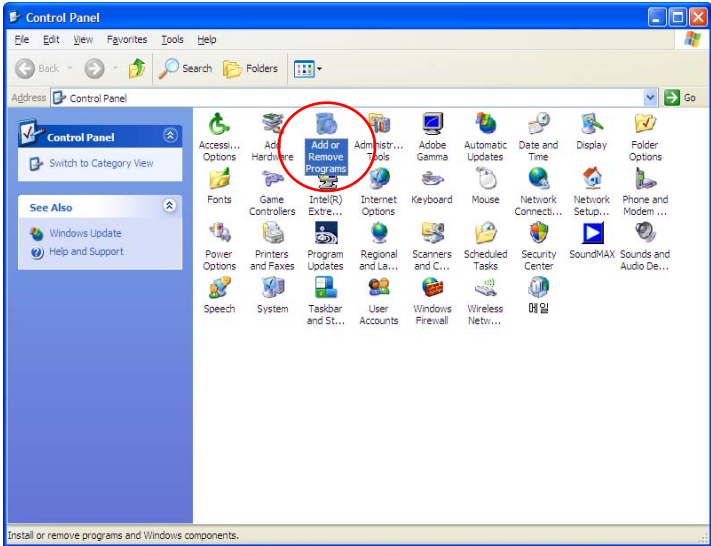 Control Panel
File Edit View Favorites Tools Help
Back Search Folders
Address Control Panel Go
Control Panel
Switch to Category View
See Also
Windows Update
Help and Support
Accessi... Options
Add Hardware
Add or Remove Programs
Administr... Tools
Adobe Gamma
Automatic Updates
Date and Time
Display
Folder Options
Fonts
Game Controllers
Intel(R) Extre...
Internet Options
Keyboard
Mouse
Network Connecti...
Network Setup...
Phone and Modem ...
Power Options
Printers and Faxes
Program Updates
Regional and La...
Scanners and C...
Scheduled Tasks
Security Center
SoundMAX
Sounds and Audio De...
Speech
System
Taskbar and St...
User Accounts
Windows Firewall
Wireless Netw...
메일
Install or remove programs and Windows components.